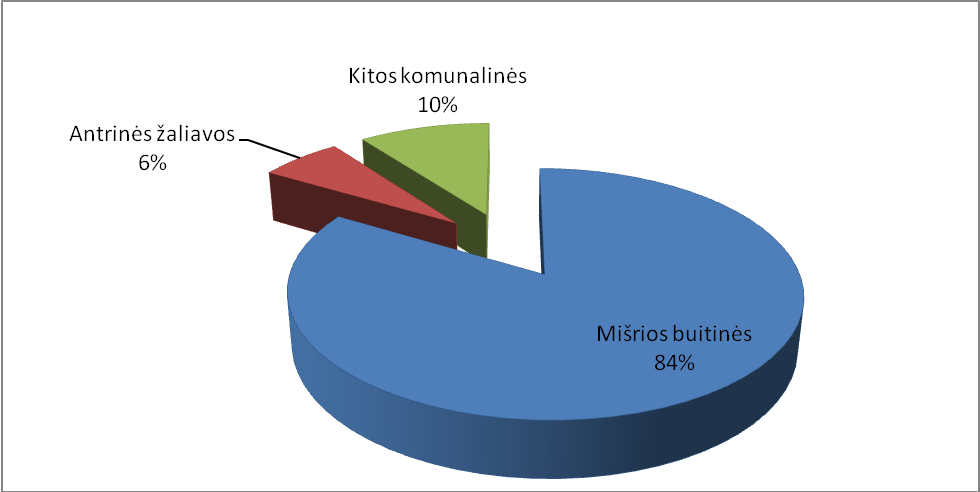 Kitos komunalinės
10%
Antrinės žaliavos
6%
Mišrios buitinės
84%